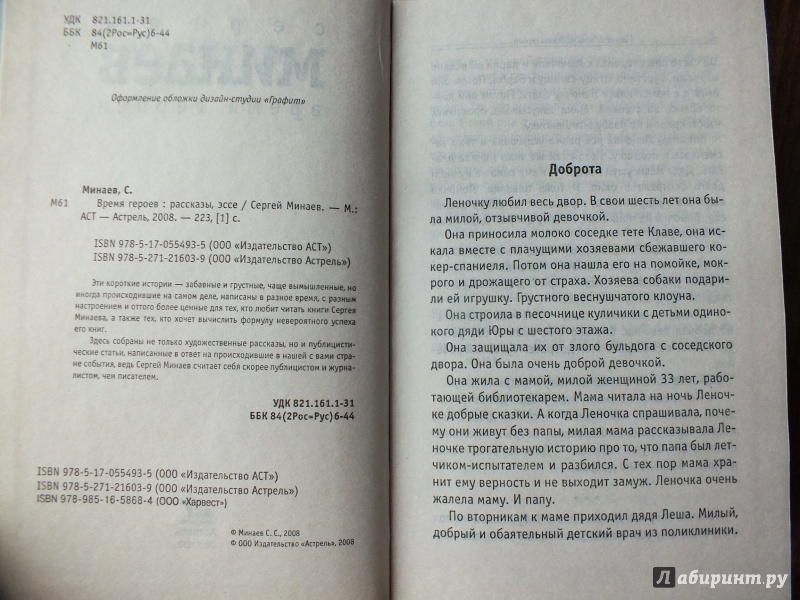 УДК 821.161.1-31
ББК 84(2Рос=Рус)6-44
М61
Оформление обложки дизайн-студии «Графит»
Минаев, С.
М61 Время героев : рассказы, эссе / Сергей Минаев. — М.:
АСТ — Астрель, 2008. — 223, [1] с.
ISBN 978-5-17-055493-5 (ООО «Издательство АСТ»)
ISBN 978-5-271-21603-9 (ООО «Издательство Астрель»)
Эти короткие истории — забавные и грустные, чаще вымышленные, но
иногда происходившие на самом деле, написаны в разное время, с разным
настроением и оттого более ценные для тех, кто любит читать книги Сергея
Минаева, а также тех, кто хочет вычислить формулу невероятного успеха
его книг.
Здесь собраны не только художественные рассказы, но и публицисти-
ческие статьи, написанные в ответ на происходившие в нашей с вами стра-
не события, ведь Сергей Минаев считает себя скорее публицистом и журна-
листом, чем писателем.
УДК 821.161.1-31
ББК 84(2Рос=Рус)6-44
ISBN 978-5-17-055493-5 (ООО «Издательство АСТ»)
ISBN 978-5-271-21603-9 (ООО «Издательство Астрель»)
ISBN 978-985-16-5868-4 (ООО «Харвест»)
© Минаев С. С., 2008
© ООО Издательство «Астрель», 2008
Доброта
Леночку любил весь двор. В свои шесть лет она бы-
ла милой, отзывчивой девочкой.
Она приносила молоко соседке тете Клаве, она ис-
кала вместе с плачущими хозяевами сбежавшего ко-
кер-спаниеля. Потом она нашла его на помойке, мок-
рого и дрожащего от страха. Хозяева собаки подари-
ли ей игрушку. Грустного веснушчатого клоуна.
Она строила в песочнице куличики с детьми одино-
кого дяди Юры с шестого этажа.
Она защищала их от злого бульдога с соседского
двора. Она была очень доброй девочкой.
Она жила с мамой, милой женщиной 33 лет, рабо-
тающей библиотекарем. Мама читала на ночь Леноч-
ке добрые сказки. А когда Леночка спрашивала, поче-
му они живут без папы, милая мама рассказывала Ле-
ночке трогательную историю про то, что папа был лет-
чиком-испытателем и разбился. С тех пор мама хра-
нит ему верность и не выходит замуж. Леночка очень
жалела маму. И папу.
По вторникам к маме приходил дядя Леша. Милый,
добрый и обаятельный детский врач из поликлиники.
Лабиринт.ру